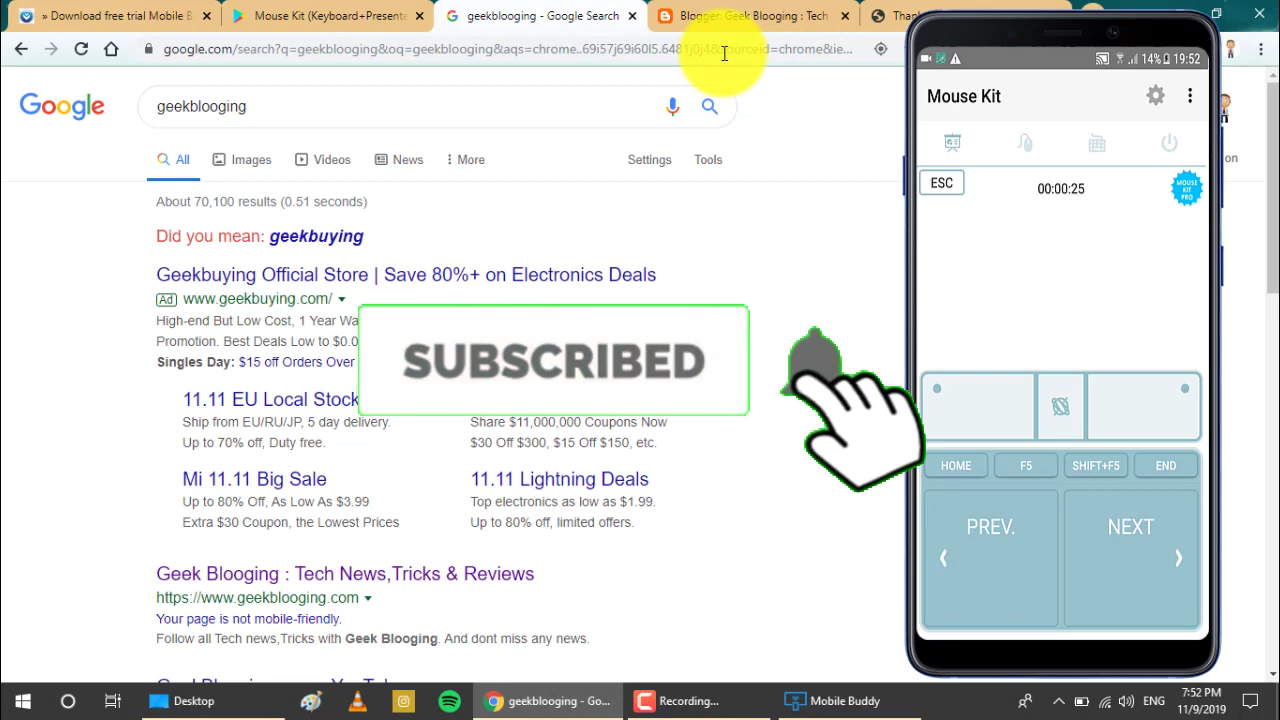 » Download free trial Mobile B
Mouse Kit (Keyboard+Presente
geekblooging - Google Search
Blogger: Geek Blooging : Tech
Than
google.com/search?q=geekblooging&oq=geekblooging&aqs=chrome..69i57j69i60l5.6481j0j4&sourceid=chrome&ie...
Google
geekblooging
All
Images
Videos
News
More
Settings
Tools
on
About 70,100 results (0.51 seconds)
Did you mean: geekbuying
Geekbuying Official Store | Save 80%+ on Electronics Deals
Ad www.geekbuying.com/
High-end But Low Cost, 1 Year Wa
Promotion. Best Deals Low to $0.0
Singles Day: $15 off Orders Over
SUBSCRIBED
11.11 EU Local Stock
Ship from EU/RU/JP, 5 day delivery.
Up to 70% off, Duty free.
Share $11,000,000 Coupons Now
$30 Off $300, $15 Off $150, etc.
Mi 11.11 Big Sale
Up to 80% Off, As Low As $3.99
Extra $30 Coupon, the Lowest Prices
11.11 Lightning Deals
Top electronics as low as $1.99.
Up to 80% off, limited offers.
Geek Blooging : Tech News,Tricks & Reviews
https://www.geekblooging.com
Your page is not mobile-friendly.
Follow all Tech news,Tricks with Geek Blooging. And dont miss any news.
14% 19:52
Mouse Kit
ESC
00:00:25
MOUSE
KIT
PRO
HOME
F5
SHIFT+F5
END
PREV.
NEXT
Desktop
geekblooging - Go...
Recording...
Mobile Buddy
ENG
7:52 PM
11/9/2019